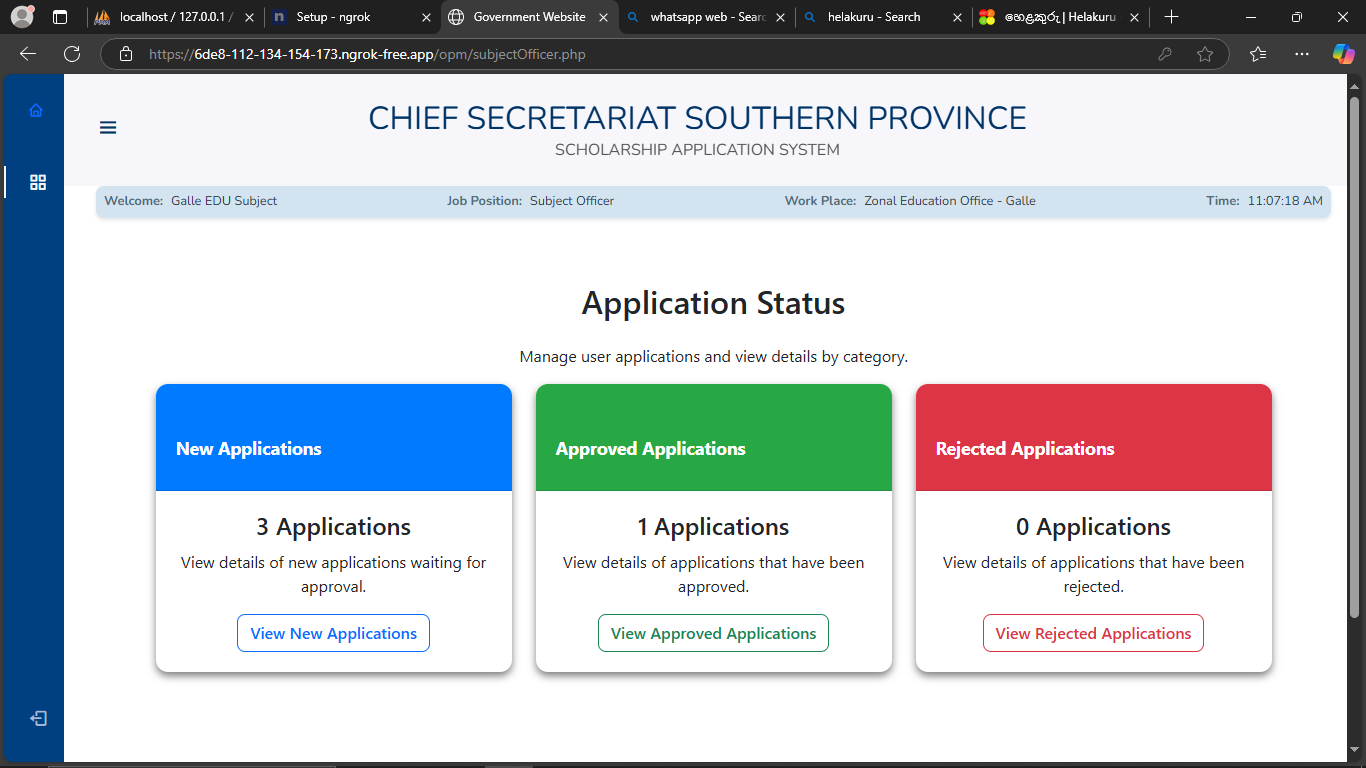 localhost / 127.0.0.1 /
Setup - ngrok
Government Website
whatsapp web - Searc
helakuru - Search
හෙළකුරු | Helakuru
https://6de8-112-134-154-173.ngrok-free.app/opm/subjectOfficer.php
CHIEF SECRETARIAT SOUTHERN PROVINCE
SCHOLARSHIP APPLICATION SYSTEM
Welcome: Galle EDU Subject
Job Position: Subject Officer
Work Place: Zonal Education Office - Galle
Time: 11:07:18 AM
Application Status
Manage user applications and view details by category.
New Applications
3 Applications
View details of new applications waiting for
approval.
View New Applications
Approved Applications
1 Applications
View details of applications that have been
approved.
View Approved Applications
Rejected Applications
0 Applications
View details of applications that have been
rejected.
View Rejected Applications